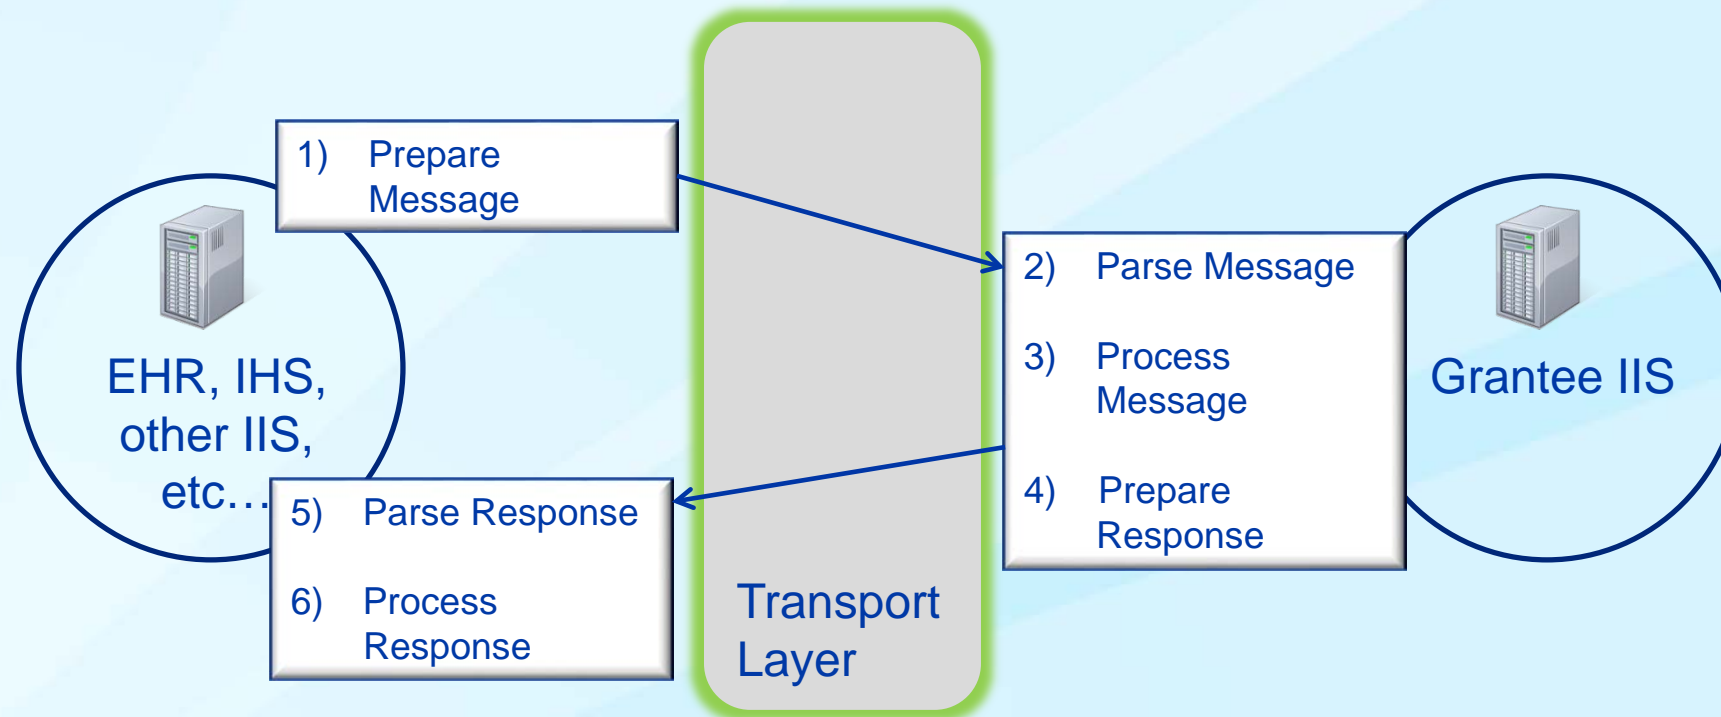 1) Prepare
Message
EHR, IHS,
other IIS,
etc…
2) Parse Message
3) Process
Message
4) Prepare
Response
Grantee IIS
5) Parse Response
6) Process
Response
Transport
Layer